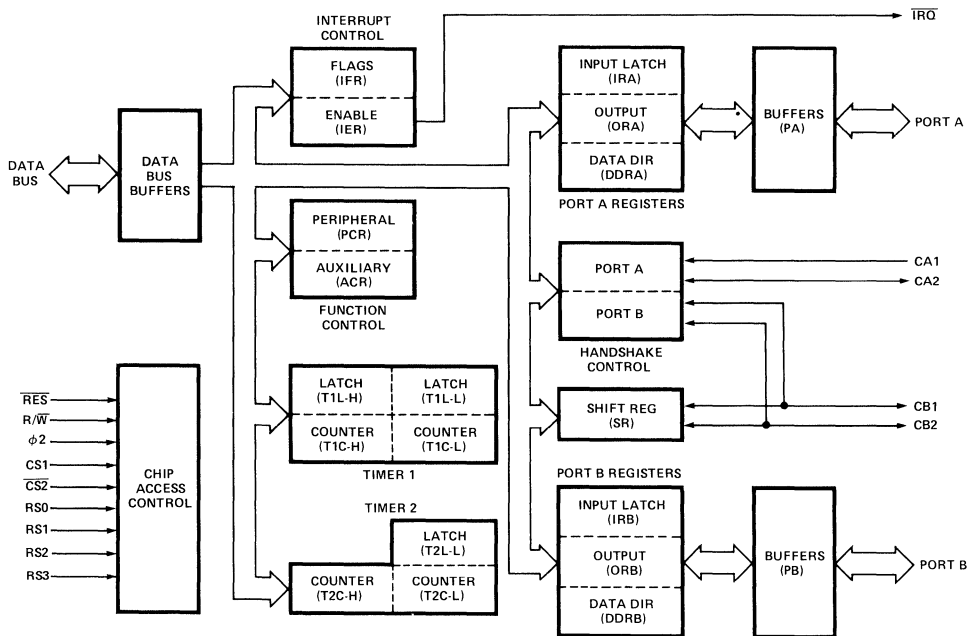 INTERRUPT
CONTROL
FLAGS
(IFR)
ENABLE
(IER)
IRQ
DATA
BUS
DATA
BUS
BUFFERS
PERIPHERAL
(PCR)
AUXILIARY
(ACR)
FUNCTION
CONTROL
INPUT LATCH
(IRA)
OUTPUT
(ORA)
DATA DIR
(DDRA)
PORT A REGISTERS
BUFFERS
(PA)
PORT A
PORT A
PORT B
HANDSHAKE
CONTROL
CA1
CA2
SHIFT REG
(SR)
CB1
CB2
RES
R/W
ϕ2
CS1
CS2
RS0
RS1
RS2
RS3
CHIP
ACCESS
CONTROL
LATCH
(T1L-H)
LATCH
(T1L-L)
COUNTER
(T1C-H)
COUNTER
(T1C-L)
TIMER 1
TIMER 2
LATCH
(T2L-L)
COUNTER
(T2C-H)
COUNTER
(T2C-L)
PORT B REGISTERS
INPUT LATCH
(IRB)
OUTPUT
(ORB)
DATA DIR
(DDRB)
BUFFERS
(PB)
PORT B